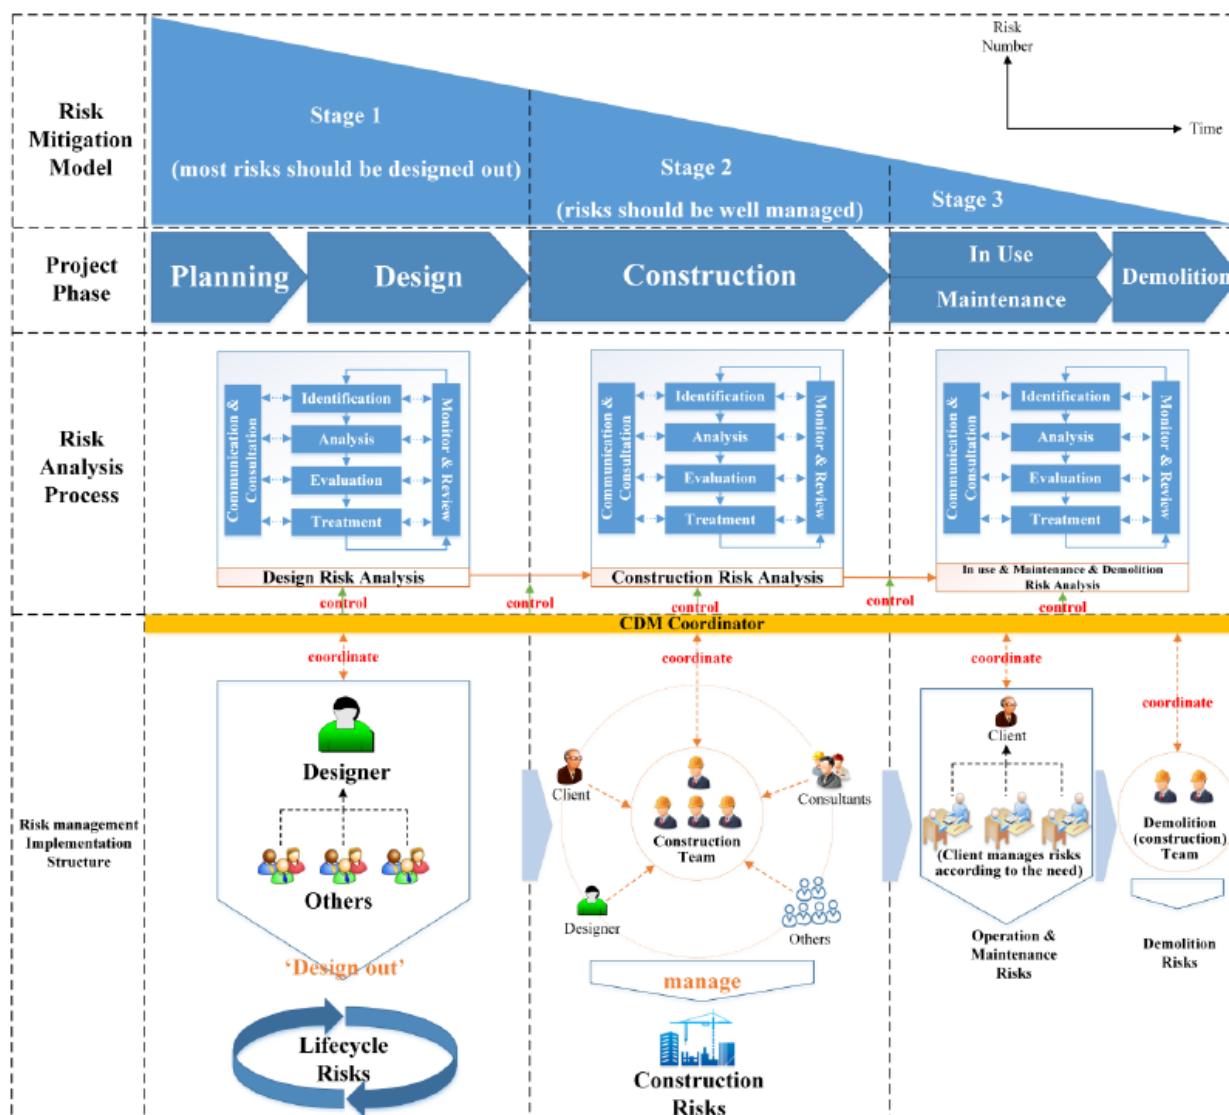 Risk
Mitigation
Model
Stage 1
(most risks should be designed out)
Stage 2
(risks should be well managed)
Stage 3
Risk
Number
Time
Project
Phase
Planning
Design
Construction
In Use
Maintenance
Demolition
Risk
Analysis
Process
Communication &
Consultation
Identification
Analysis
Evaluation
Treatment
Monitor & Review
Design Risk Analysis
Communication &
Consultation
Identification
Analysis
Evaluation
Treatment
Monitor & Review
Construction Risk Analysis
Communication &
Consultation
Identification
Analysis
Evaluation
Treatment
Monitor & Review
In use & Maintenance & Demolition
Risk Analysis
control
control
control
control
control
CDM Coordinator
Risk management
Implementation
Structure
coordinate
Designer
Others
'Design out'
Lifecycle
Risks
coordinate
Client
Consultants
Construction
Team
Designer
Others
manage
Construction
Risks
coordinate
Client
(Client manages risks
according to the need)
Operation &
Maintenance
Risks
coordinate
Demolition
(construction)
Team
Demolition
Risks